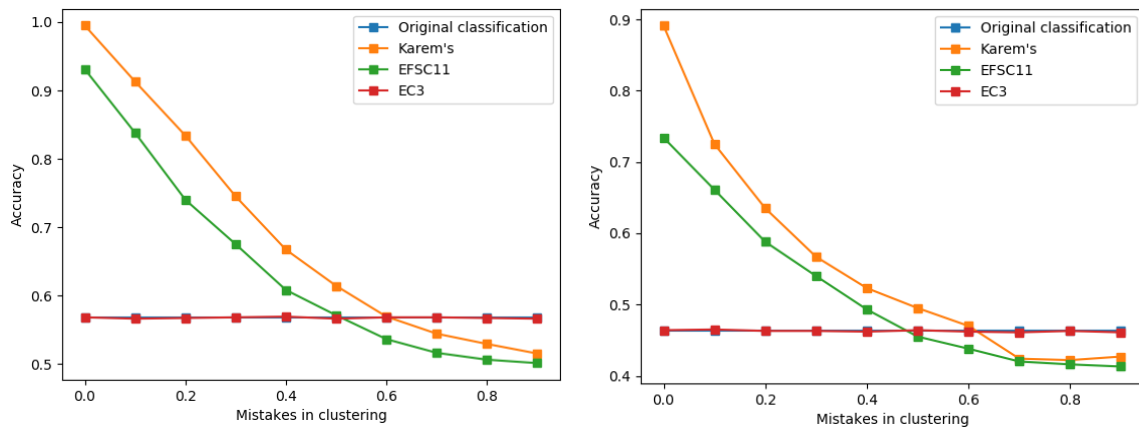 1.0
0.9
0.8
0.7
0.6
0.5
Accuracy
0.0 0.2 0.4 0.6 0.8
Mistakes in clustering
Original classification
Karem's
EFSC11
EC3
0.9
0.8
0.7
0.6
0.5
0.4
Accuracy
0.0 0.2 0.4 0.6 0.8
Mistakes in clustering
Original classification
Karem's
EFSC11
EC3